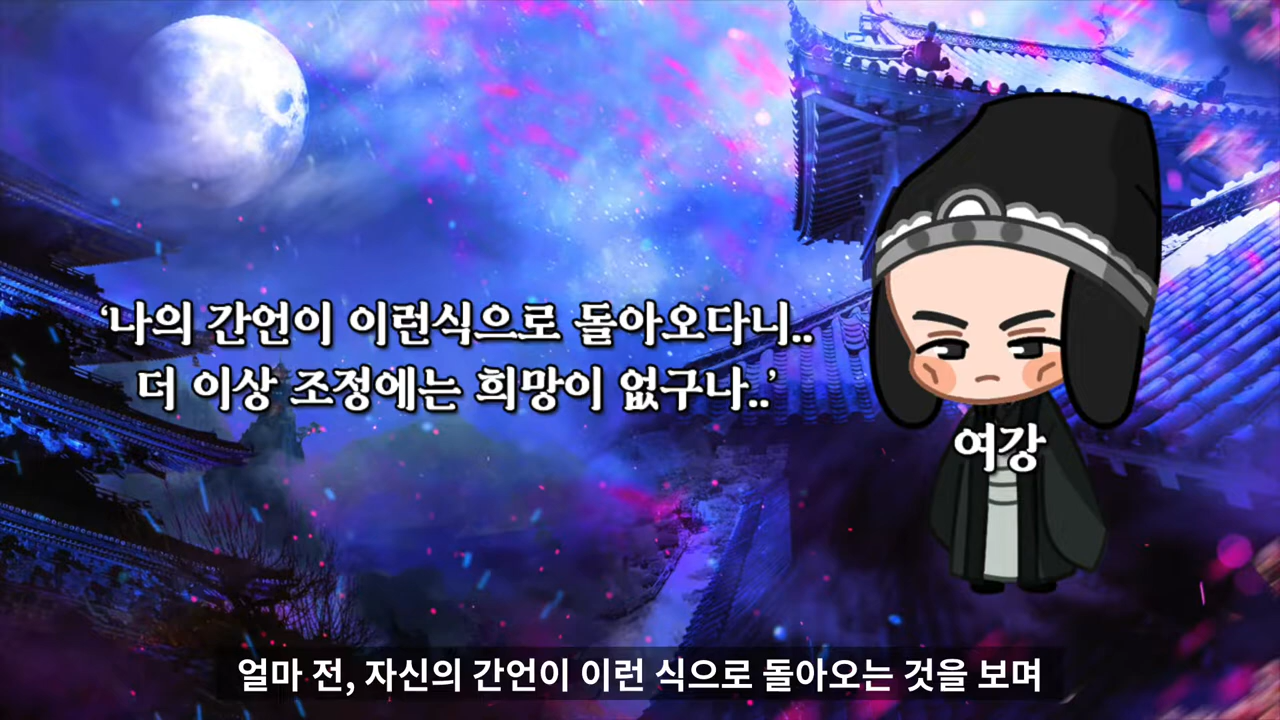 ‘나의 간언이 이런식으로 돌아오다니..
더 이상 조정에는 희망이 없구나..’
여강
얼마 전, 자신의 간언이 이런 식으로 돌아오는 것을 보며